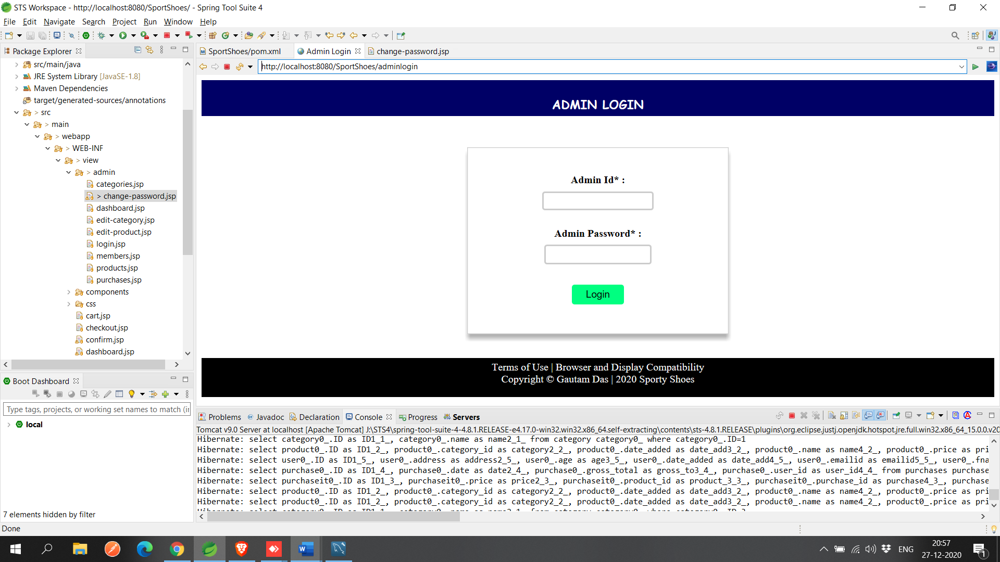 STS Workspace - http://localhost:8080/SportShoes/ - Spring Tool Suite 4
File Edit Navigate Search Project Run Window Help
Package Explorer
> src/main/java
> JRE System Library [JavaSE-1.8]
> Maven Dependencies
target/generated-sources/annotations
> src
> main
> webapp
> WEB-INF
> view
> admin
categories.jsp
> change-password.jsp
dashboard.jsp
edit-category.jsp
edit-product.jsp
login.jsp
members.jsp
products.jsp
purchases.jsp
components
css
cart.jsp
checkout.jsp
confirm.jsp
dashboard.jsp
Boot Dashboard
Type tags, projects, or working set names to match (i
local
7 elements hidden by filter
Done
SportShoes/pom.xml Admin Login change-password.jsp
http://localhost:8080/SportShoes/adminlogin
ADMIN LOGIN
Admin Id* :
Admin Password* :
Login
Terms of Use | Browser and Display Compatibility
Copyright © Gautam Das | 2020 Sporty Shoes
Problems @ Javadoc Declaration Console Progress Servers
Tomcat v9.0 Server at localhost [Apache Tomcat] J:\STS4\spring-tool-suite-4-4.8.1.RELEASE-e4.17.0-win32.win32.x86_64.self-extracting\contents\sts-4.8.1.RELEASE\plugins\org.eclipse.justj.openjdk.hotspot.jre.full.win32.x86_64_15.0.0.v20
Hibernate: select category0_.ID as ID1_1_, category0_.name as name2_1_ from category category0_ where category0_.ID=1
Hibernate: select product0_.ID as ID1_2_, product0_.category_id as category2_2_, product0_.date_added as date_add3_2_, product0_.name as name4_2_, product0_.price as pri
Hibernate: select user0_.ID as ID1_5_, user0_.address as address2_5_, user0_.age as age3_5_, user0_.date_added as date_add4_5_, user0_.emailid as emailid5_5_, user0_.fna
Hibernate: select purchase0_.ID as ID1_4_, purchase0_.date as date2_4_, purchase0_.gross_total as gross_to3_4_, purchase0_.user_id as user_id4_4_ from purchases purchase
Hibernate: select purchaseit0_.ID as ID1_3_, purchaseit0_.price as price2_3_, purchaseit0_.product_id as product_3_3_, purchaseit0_.purchase_id as purchase4_3_, purchase
Hibernate: select product0_.ID as ID1_2_, product0_.category_id as category2_2_, product0_.date_added as date_add3_2_, product0_.name as name4_2_, product0_.price as pri
Hibernate: select product0_.ID as ID1_2_, product0_.category_id as category2_2_, product0_.date_added as date_add3_2_, product0_.name as name4_2_, product0_.price as pri
ENG
20:57
27-12-2020
1